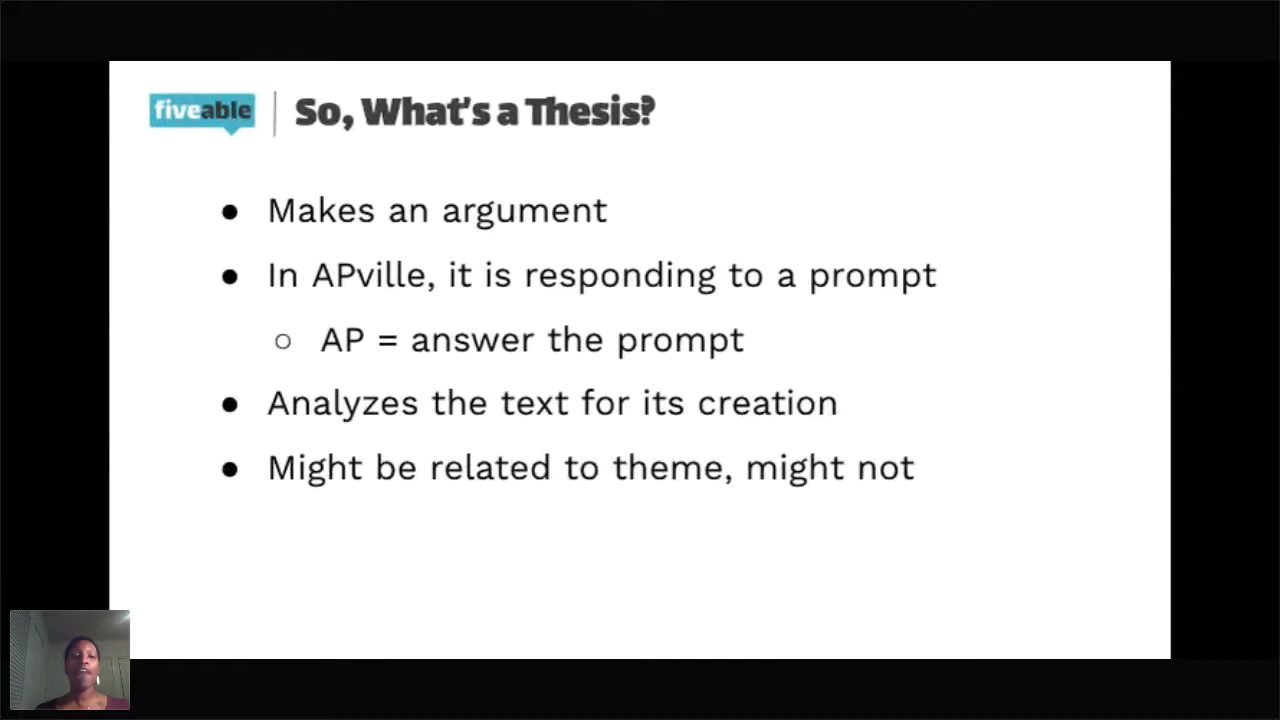 fiveable
So, What's a Thesis?
● Makes an argument
● In APville, it is responding to a prompt
○ AP = answer the prompt
● Analyzes the text for its creation
● Might be related to theme, might not